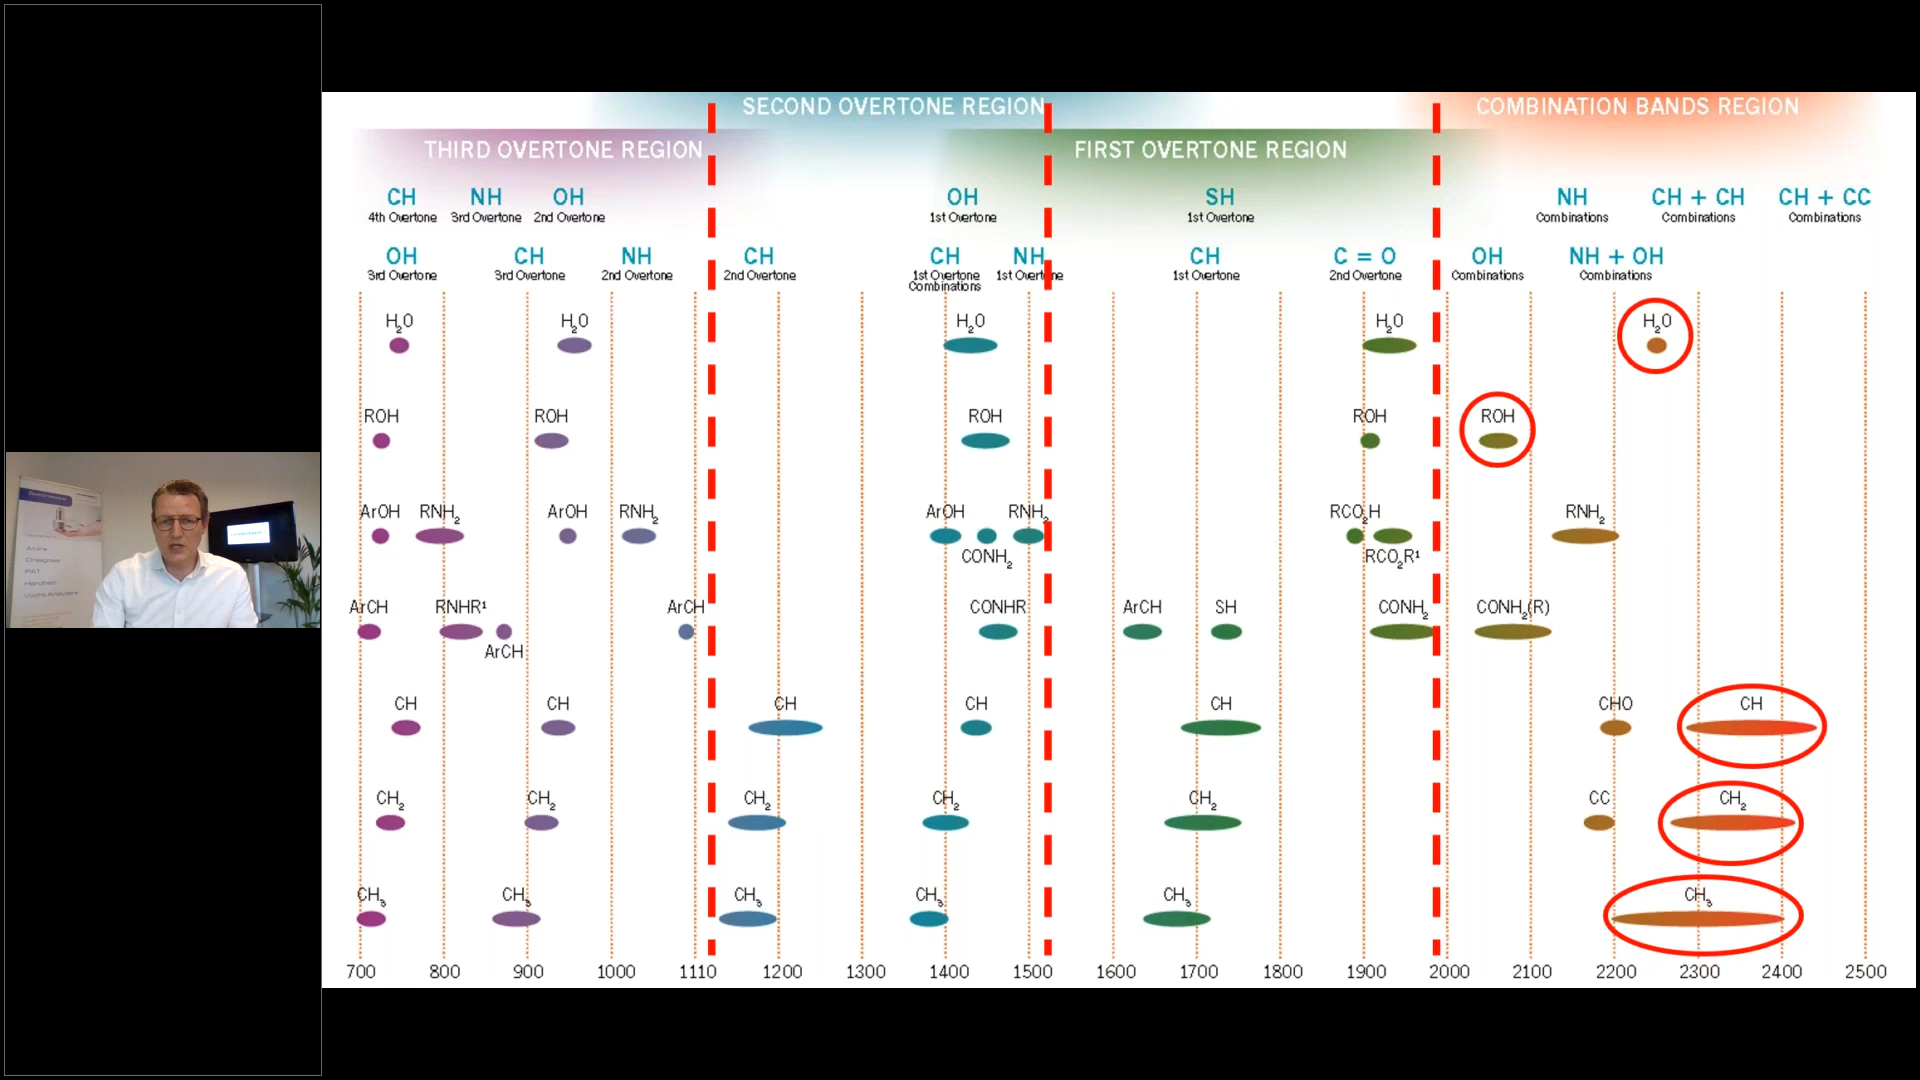 SECOND OVERTONE REGION COMBINATION BANDS REGION
THIRD OVERTONE REGION FIRST OVERTONE REGION
CH NH OH OH SH NH CH + CH CH + CC
4th Overtone 3rd Overtone 2nd Overtone 1st Overtone 1st Overtone Combinations Combinations Combinations
OH CH NH CH CH NH CH C = O OH NH + OH
3rd Overtone 3rd Overtone 2nd Overtone 2nd Overtone 1st Overtone 1st Overtone 1st Overtone 2nd Overtone Combinations Combinations
Combinations
H₂O H₂O H₂O H₂O H₂O
ROH ROH ROH ROH ROH
ArOH RNH₂ ArOH RNH₂ ArOH RNH₂ RCO₂H RNH₂
CONH₂ RCO₂R¹
ArCH RNHR¹ ArCH CONHR ArCH SH CONH₂ CONH₂(R)
ArCH
CH CH CH CH CH CHO CH
CH₂ CH₂ CH₂ CH₂ CH₂ CC CH₂
CH₃ CH₃ CH₃ CH₃ CH₃ CH₃
700 800 900 1000 1110 1200 1300 1400 1500 1600 1700 1800 1900 2000 2100 2200 2300 2400 2500